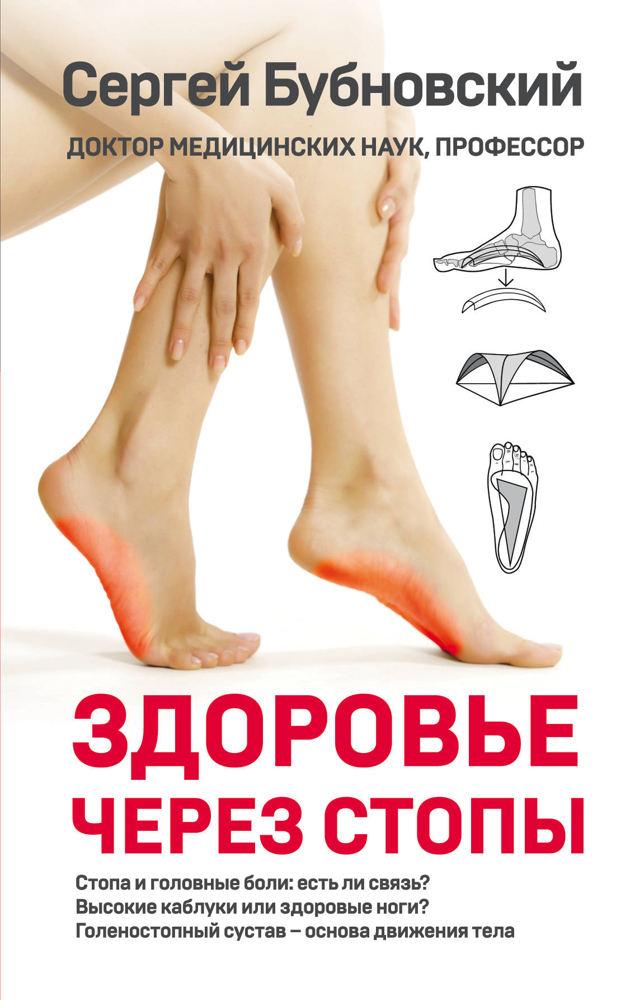 Сергей Бубновский
ДОКТОР МЕДИЦИНСКИХ НАУК, ПРОФЕССОР
ЗДОРОВЬЕ
ЧЕРЕЗ СТОПЫ
Стопа и головные боли: есть ли связь?
Высокие каблуки или здоровые ноги?
Голеностопный сустав – основа движения тела